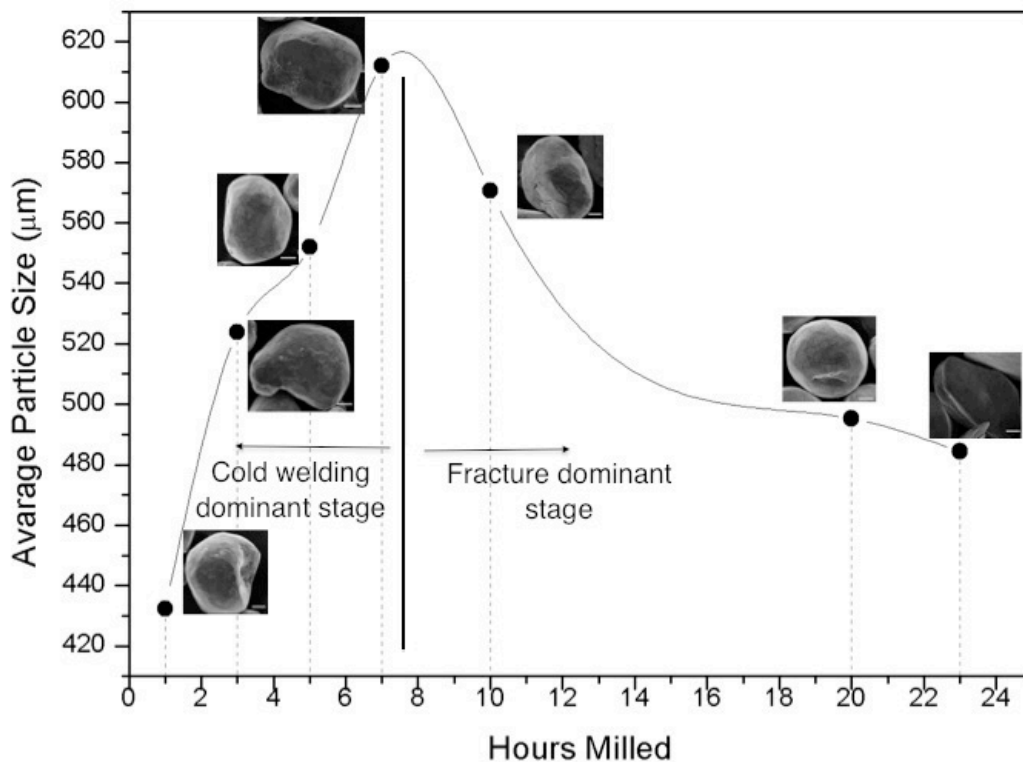 Avarage Particle Size (μm)
620
600
580
560
540
520
500
480
460
440
420
Cold welding
dominant stage
Fracture dominant
stage
0 2 4 6 8 10 12 14 16 18 20 22 24
Hours Milled